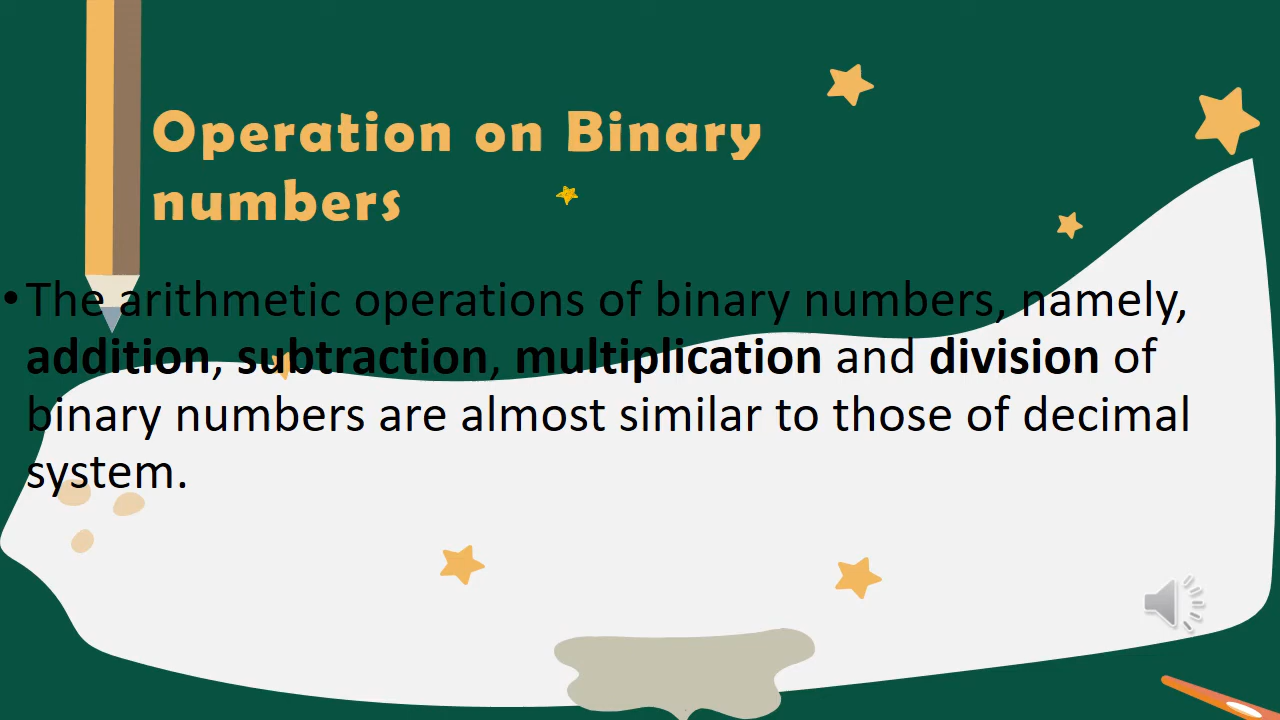 Operation on Binary
numbers
•The arithmetic operations of binary numbers, namely,
addition, subtraction, multiplication and division of
binary numbers are almost similar to those of decimal
system.